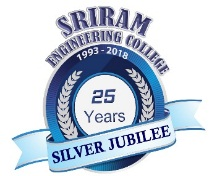 SRIRAM
ENGINEERING COLLEGE
1993 - 2018
25
Years
SILVER JUBILEE